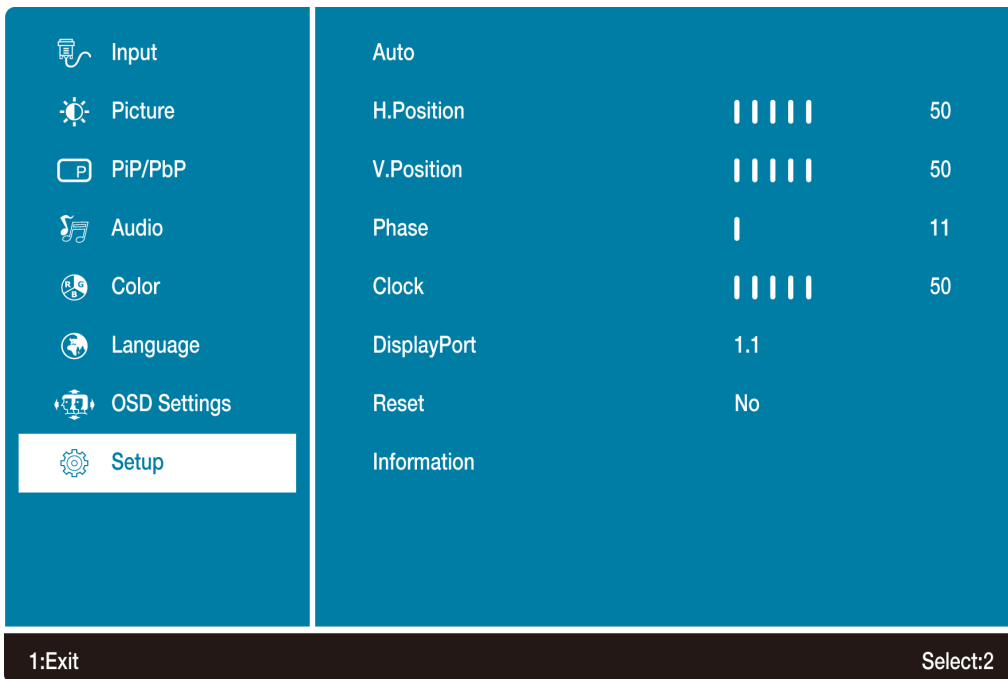 Input
Picture
P
PiP/PbP
Audio
R G B
Color
Language
OSD Settings
Setup
Auto
H.Position 50
V.Position 50
Phase 11
Clock 50
DisplayPort 1.1
Reset No
Information
1:Exit
Select:2